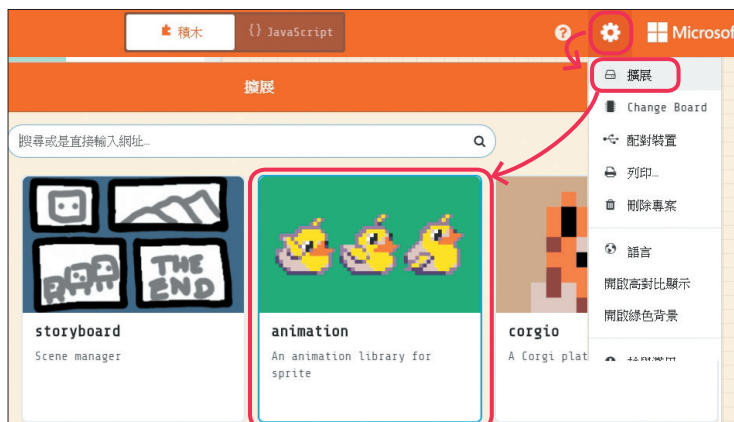 積木
{} JavaScript
?
Microsof
擴展
擴展
搜尋或是直接輸入網址...
Change Board
配對裝置
列印...
刪除專案
語言
開啟高對比顯示
開啟綠色背景
THE
END
storyboard
Scene manager
animation
An animation library for
sprite
corgio
A Corgi plat